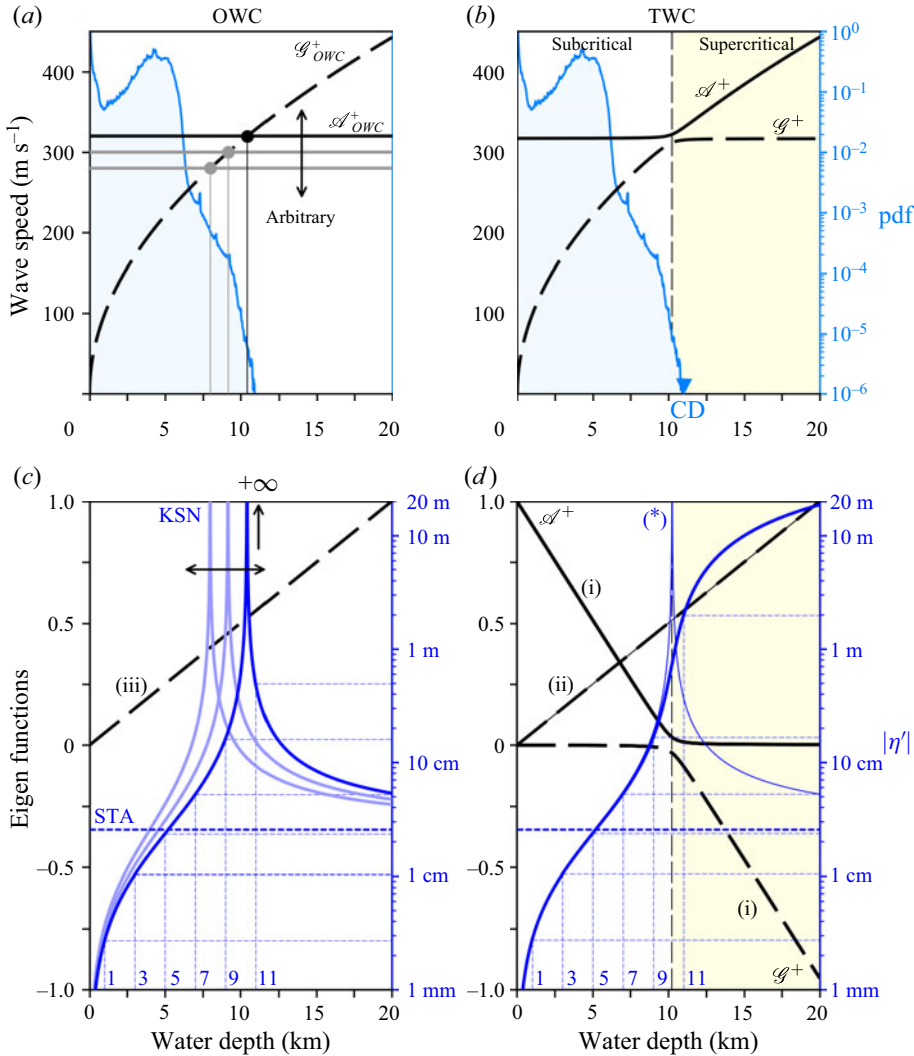 (a) OWC
(b) TWC
400
300
200
100
Wave speed (m s⁻¹)
𝒢⁺OWC
𝒜⁺OWC
Arbitrary
0 5 10 15 20
Subcritical
Supercritical
𝒜⁺
𝒢⁺
10⁰
10⁻¹
10⁻²
10⁻³
10⁻⁴
10⁻⁵
10⁻⁶
pdf
CD
0 5 10 15 20
(c)
+∞
KSN
(iii)
STA
1.0
0.5
0
–0.5
–1.0
Eigen functions
20 m
10 m
1 m
10 cm
1 cm
1 mm
1 3 5 7 9 11
0 5 10 15 20
Water depth (km)
(d)
𝒜⁺
(*)
(i)
(ii)
(i)
𝒢⁺
1.0
0.5
0
–0.5
–1.0
20 m
10 m
1 m
10 cm
1 cm
1 mm
|η′|
1 3 5 7 9 11
0 5 10 15 20
Water depth (km)